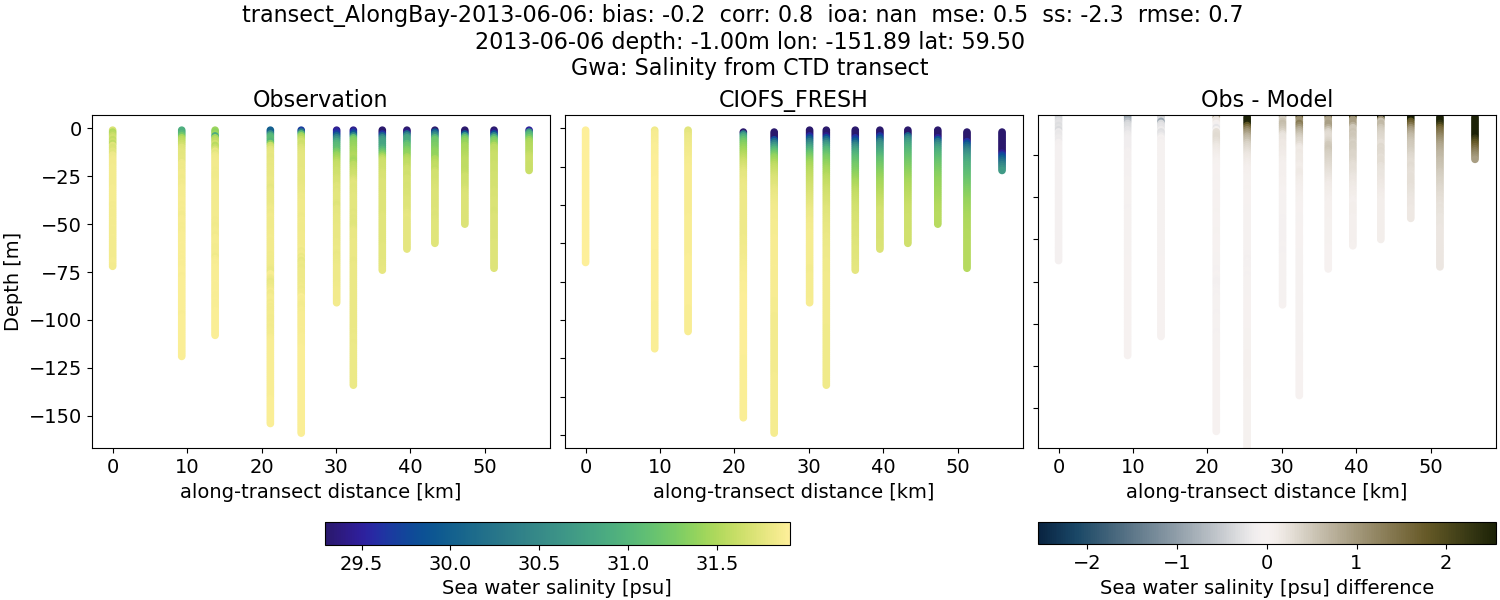 transect_AlongBay-2013-06-06: bias: -0.2 corr: 0.8 ioa: nan mse: 0.5 ss: -2.3 rmse: 0.7
2013-06-06 depth: -1.00m lon: -151.89 lat: 59.50
Gwa: Salinity from CTD transect
Observation
CIOFS_FRESH
Obs - Model
Depth [m]
0
−25
−50
−75
−100
−125
−150
0 10 20 30 40 50
0 10 20 30 40 50
0 10 20 30 40 50
along-transect distance [km]
along-transect distance [km]
along-transect distance [km]
29.5 30.0 30.5 31.0 31.5
Sea water salinity [psu]
−2 −1 0 1 2
Sea water salinity [psu] difference